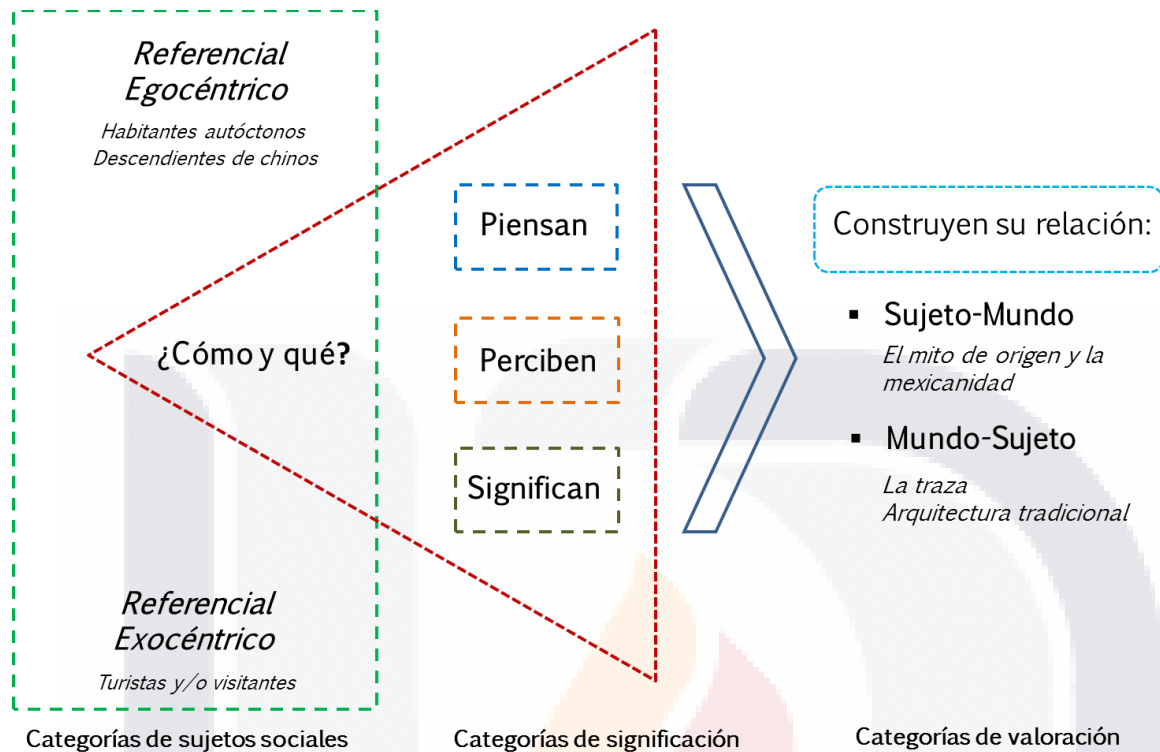 Referencial
Egocéntrico
Habitantes autóctonos
Descendientes de chinos
¿Cómo y qué?
Referencial
Exocéntrico
Turistas y/o visitantes
Categorías de sujetos sociales
Piensan
Perciben
Significan
Categorías de significación
Construyen su relación:
▪ Sujeto-Mundo
El mito de origen y la
mexicanidad
▪ Mundo-Sujeto
La traza
Arquitectura tradicional
Categorías de valoración